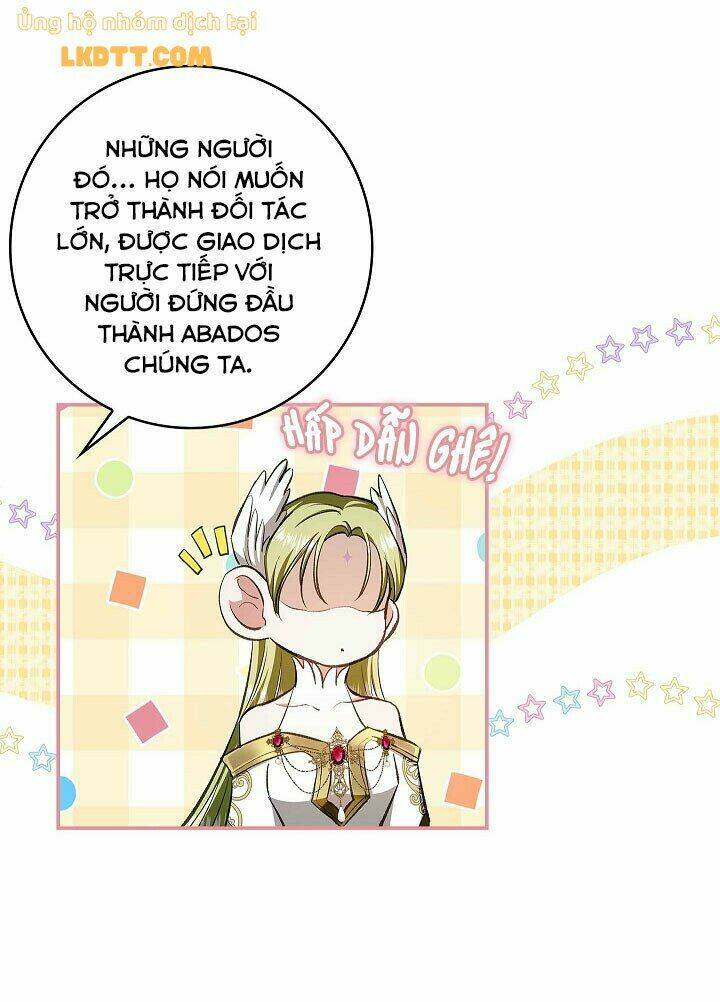 Ủng hộ nhóm dịch tại
LKDTT.COM
NHỮNG NGƯỜI
ĐÓ... HỌ NÓI MUỐN
TRỞ THÀNH ĐỐI TÁC
LỚN, ĐƯỢC GIAO DỊCH
TRỰC TIẾP VỚI
NGƯỜI ĐỨNG ĐẦU
THÀNH ABADOS
CHÚNG TA.
HẤP DẪN GHÊ!